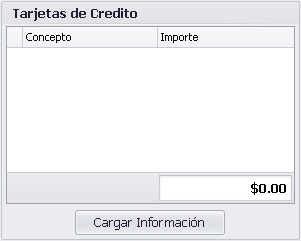 Tarjetas de Credito
Concepto Importe
$0.00
Cargar Información